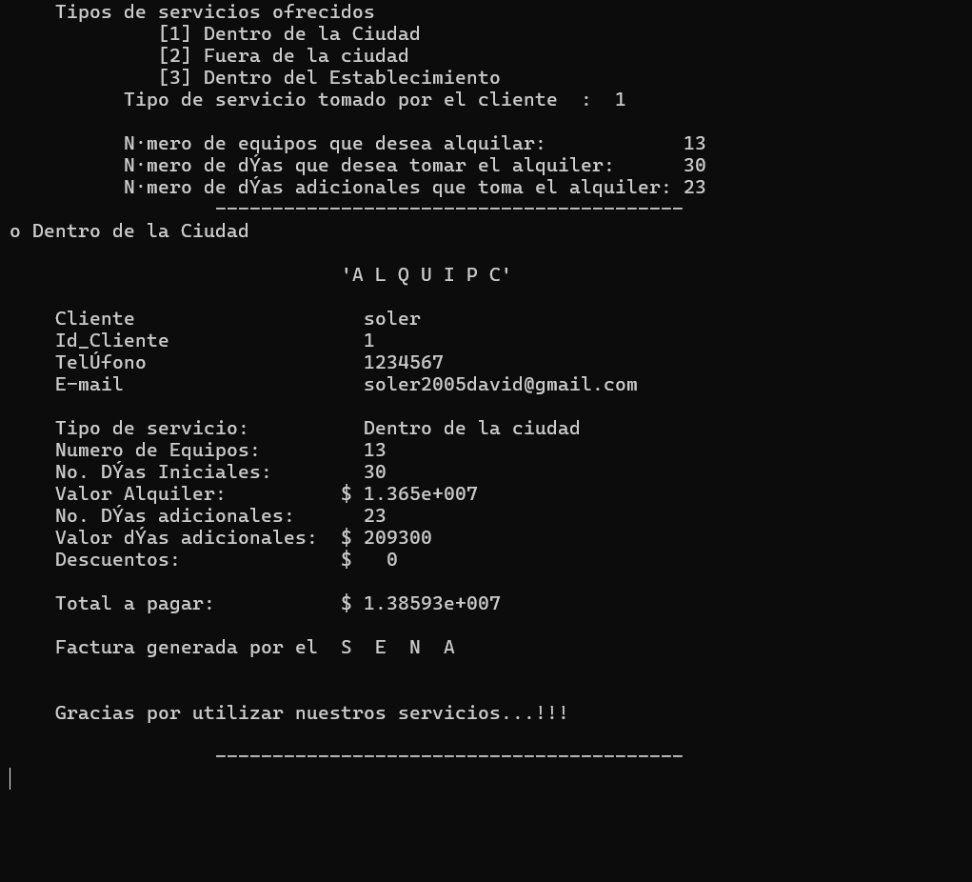 Tipos de servicios ofrecidos
[1] Dentro de la Ciudad
[2] Fuera de la ciudad
[3] Dentro del Establecimiento
Tipo de servicio tomado por el cliente  :  1
N·mero de equipos que desea alquilar: 13
N·mero de dÝas que desea tomar el alquiler: 30
N·mero de dÝas adicionales que toma el alquiler: 23
-----------------------------------------
o Dentro de la Ciudad
'A L Q U I P C'
Cliente soler
Id_Cliente 1
TelÚfono 1234567
E-mail soler2005david@gmail.com
Tipo de servicio: Dentro de la ciudad
Numero de Equipos: 13
No. DÝas Iniciales: 30
Valor Alquiler: $ 1.365e+007
No. DÝas adicionales: 23
Valor dÝas adicionales: $ 209300
Descuentos: $   0
Total a pagar: $ 1.38593e+007
Factura generada por el  S  E  N  A
Gracias por utilizar nuestros servicios...!!!
-----------------------------------------